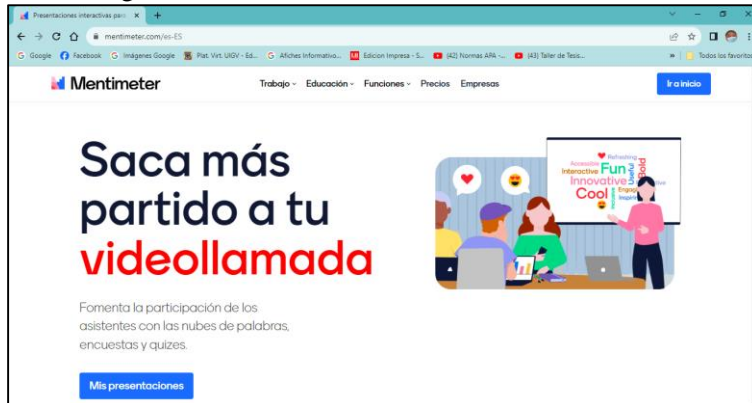 Presentaciones interactivas para
mentimeter.com/es-ES
Google Facebook Imágenes Google Plat. Virt. UIGV - Ed... Afiches Informativo... Edicion Impresa - S... (42) Normas APA -... (43) Taller de Tesis... Todos los favoritos
Mentimeter Trabajo Educación Funciones Precios Empresas Ir a inicio
Saca más
partido a tu
videollamada
Fomenta la participación de los
asistentes con las nubes de palabras,
encuestas y quizes.
Mis presentaciones
Refreshing
Accessible
Interactive Fun
Innovative
Cool
Useful
Bold
Inspiri